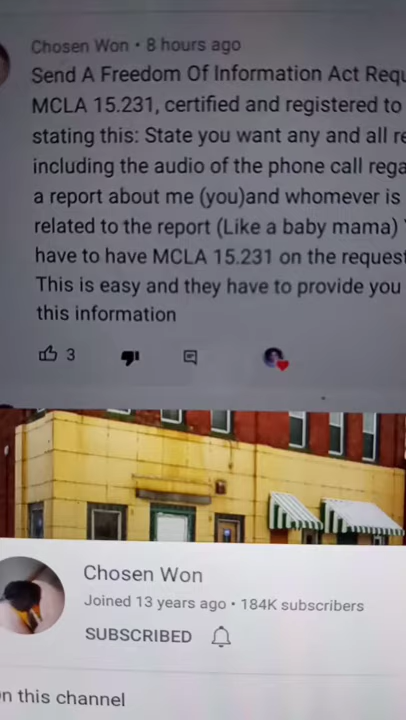 Chosen Won • 8 hours ago
Send A Freedom Of Information Act
MCLA 15.231, certified and registered to
stating this: State you want any and all
including the audio of the phone call
a report about me (you)and whomever is
related to the report (Like a baby mama)
have to have MCLA 15.231 on the request
This is easy and they have to provide you
this information
3
Chosen Won
Joined 13 years ago • 184K subscribers
SUBSCRIBED
this channel